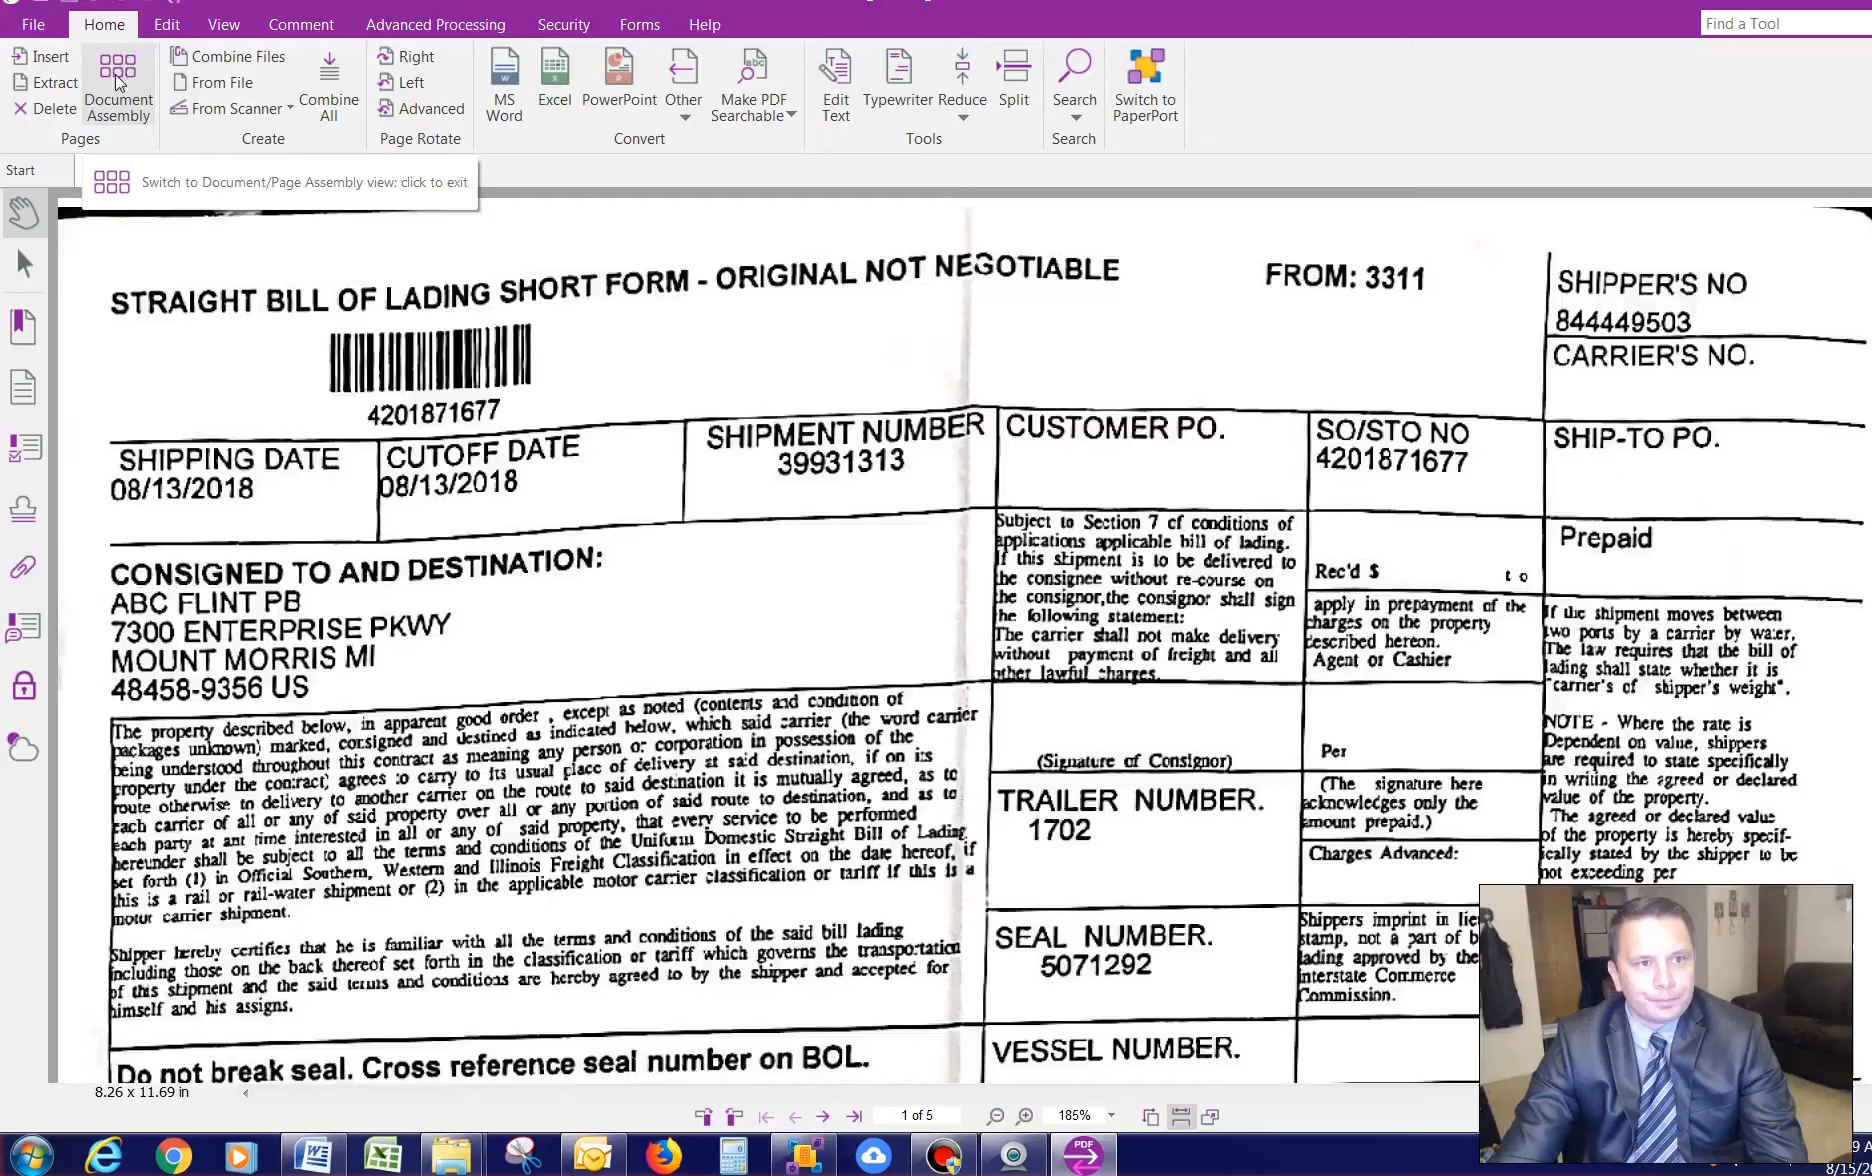 File Home Edit View Comment Advanced Processing Security Forms Help
Find a Tool
Insert
Extract
Delete
Document Assembly
Pages
Combine Files
From File
From Scanner
Combine All
Create
Right
Left
Advanced
Page Rotate
MS Word
Excel
PowerPoint
Other
Make PDF Searchable
Convert
Edit Text
Typewriter
Reduce
Split
Tools
Search
Search
Switch to PaperPort
Start
Switch to Document/Page Assembly view; click to exit
STRAIGHT BILL OF LADING SHORT FORM - ORIGINAL NOT NEGOTIABLE
FROM: 3311
SHIPPER'S NO
844449503
CARRIER'S NO.
4201871677
SHIPPING DATE
08/13/2018
CUTOFF DATE
08/13/2018
SHIPMENT NUMBER
39931313
CUSTOMER PO.
SO/STO NO
4201871677
SHIP-TO PO.
CONSIGNED TO AND DESTINATION:
ABC FLINT PB
7300 ENTERPRISE PKWY
MOUNT MORRIS MI
48458-9356 US
Subject to Section 7 cf conditions of
applications applicable bill of lading.
If this shipment is to be delivered to
the consignee without re-course on
the consignor,the consignor shall sign
the following statement:
The carrier shall not make delivery
without payment of freight and all
other lawful charges.
Rec'd $ to
apply in prepayment of the
charges on the property
described hereon.
Agent or Cashier
Prepaid
If the shipment moves between
two ports by a carrier by water,
The law requires that the bill of
lading shall state whether it is
"carrier's of shipper's weight".
NOTE - Where the rate is
Dependent on value, shippers
are required to state specifically
in writing the agreed or declared
value of the property.
The agreed or declared value
of the property is hereby specif-
ically stated by the shipper to be
not exceeding per
The property described below, in apparent good order , except as noted (contents and condition of
packages unknown) marked, consigned and destined as indicated below, which said carrier (the word carrier
being understood throughout this contract as meaning any person or corporation in possession of the
property under the contract) agrees to carry to its usual place of delivery at said destination, if on its
route otherwise to delivery to another carrier on the route to said destination it is mutually agreed, as to
each carrier of all or any of said property over all or any portion of said route to destination, and as to
each party at ant time interested in all or any of said property, that every service to be performed
hereunder shall be subject to all the terms and conditions of the Uniform Domestic Straight Bill of Lading
set forth (1) in Official Southern, Western and Illinois Freight Classification in effect on the date hereof, if
this is a rail or rail-water shipment or (2) in the applicable motor carrier classification or tariff if this is a
motor carrier shipment.
Shipper hereby certifies that he is familiar with all the terms and conditions of the said bill lading
including those on the back thereof set forth in the classification or tariff which governs the transportation
of this shipment and the said terms and conditions are hereby agreed to by the shipper and accepted for
himself and his assigns.
(Signature of Consignor)
Per
(The signature here
acknowledges only the
amount prepaid.)
Charges Advanced:
TRAILER NUMBER.
1702
SEAL NUMBER.
5071292
Shippers imprint in lie
stamp, not a part of b
lading approved by the
interstate Commerce
Commission.
VESSEL NUMBER.
Do not break seal. Cross reference seal number on BOL.
8.26 x 11.69 in
1 of 5
185%
9 A
8/15/2